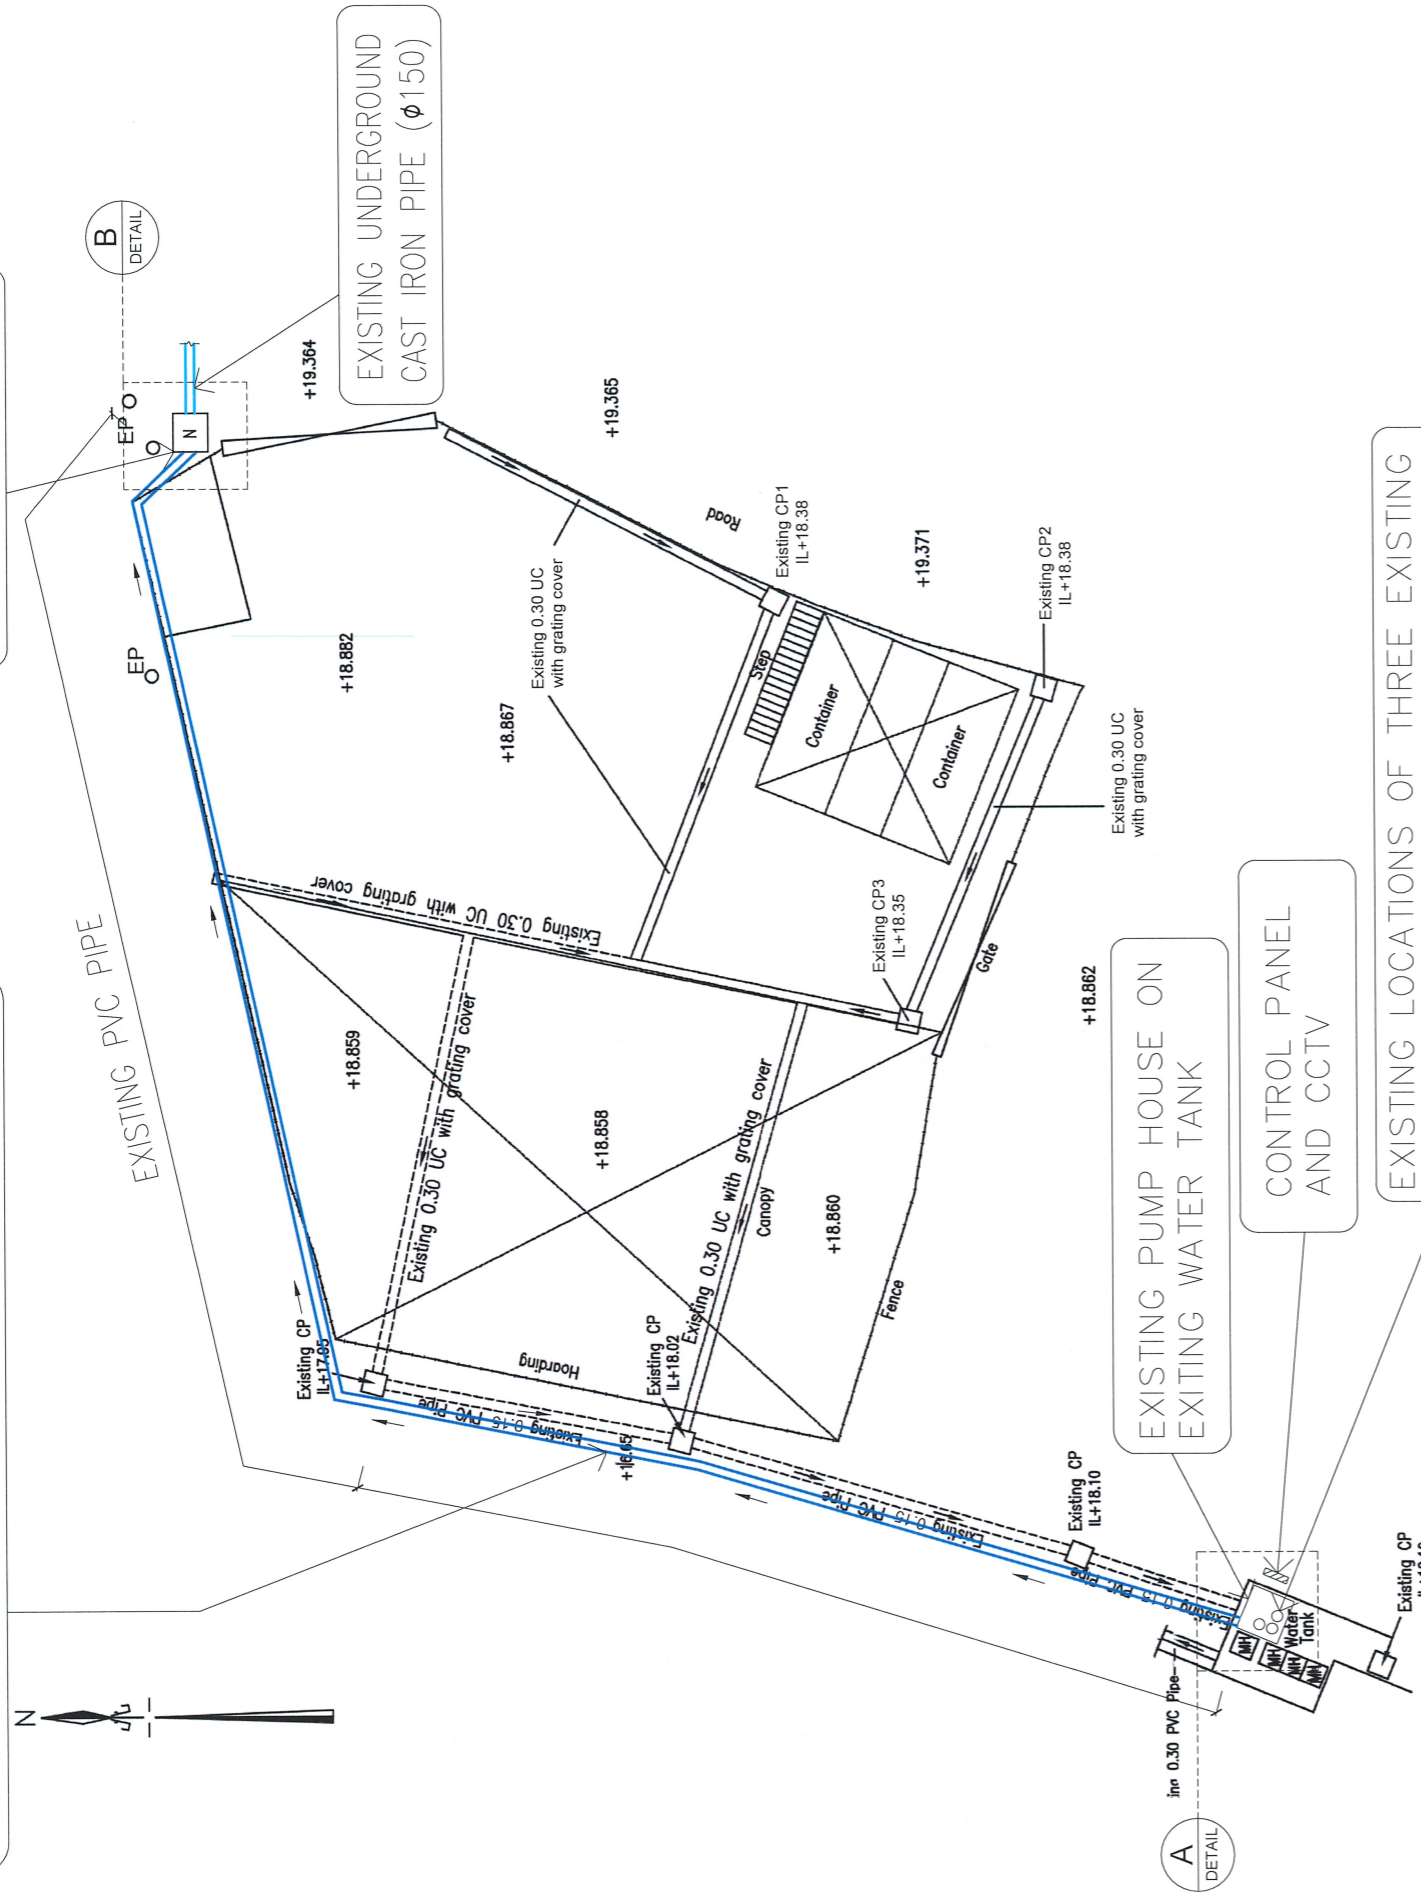 N
EXISTING UNDERGROUND
CAST IRON PIPE (ϕ150)
B
DETAIL
EP
N
EP
EXISTING PVC PIPE
+19.364
+19.365
+19.371
+18.882
+18.867
+18.859
+18.858
+18.860
+18.862
Road
Existing 0.30 UC
with grating cover
Existing CP1
IL+18.38
Step
Container
Container
Existing CP2
IL+18.38
Existing 0.30 UC
with grating cover
Existing CP3
IL+18.35
Gate
Existing 0.30 UC with grating cover
Existing 0.30 UC with grating cover
Existing 0.30 UC with grating cover
Canopy
Fence
Hoarding
Existing CP
IL+17.95
Existing 0.15 PVC Pipe
Existing CP
IL+18.02
Existing 0.15 PVC Pipe
Existing CP
IL+18.10
Existing 0.15 PVC Pipe
EXISTING PUMP HOUSE ON
EXITING WATER TANK
CONTROL PANEL
AND CCTV
EXISTING LOCATIONS OF THREE EXISTING
Water
Tank
MH
MH
MH
MH
0.30 PVC Pipe
Existing CP
A
DETAIL